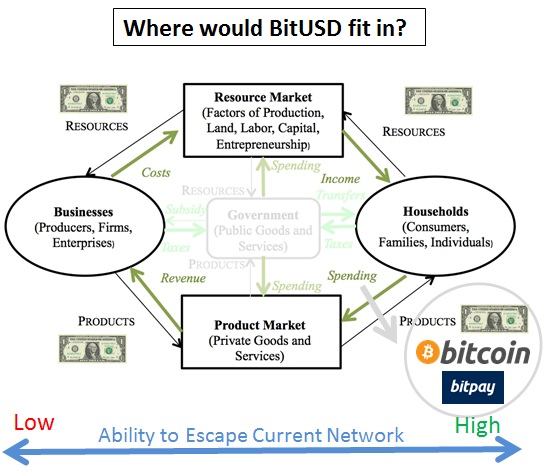 Where would BitUSD fit in?
Resource Market
(Factors of Production,
Land, Labor, Capital,
Entrepreneurship)
RESOURCES
RESOURCES
Costs
Spending
Income
RESOURCES
Subsidy
Transfers
Businesses
(Producers, Firms,
Enterprises)
Government
(Public Goods and
Services)
Households
(Consumers,
Families, Individuals)
Taxes
Taxes
PRODUCTS
Revenue
Spending
Spending
PRODUCTS
Product Market
(Private Goods and
Services)
PRODUCTS
bitcoin
bitpay
Low
High
Ability to Escape Current Network